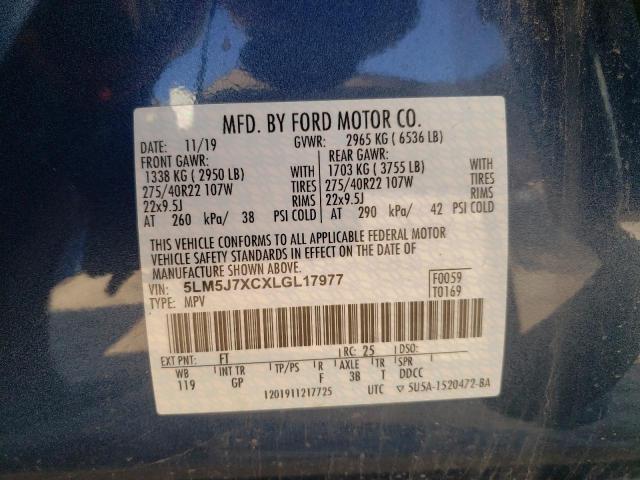 MFD. BY FORD MOTOR CO.
DATE: 11/19 GVWR: 2965 KG ( 6536 LB)
FRONT GAWR: REAR GAWR:
1338 KG ( 2950 LB) WITH 1703 KG ( 3755 LB) WITH
275/40R22 107W TIRES 275/40R22 107W TIRES
22x9.5J RIMS 22x9.5J RIMS
AT 260 kPa/ 38 PSI COLD AT 290 kPa/ 42 PSI COLD
THIS VEHICLE CONFORMS TO ALL APPLICABLE FEDERAL MOTOR
VEHICLE SAFETY STANDARDS IN EFFECT ON THE DATE OF
MANUFACTURE SHOWN ABOVE.
VIN: 5LM5J7XCXLGL17977 F0059
TYPE: MPV T0169
EXT PNT: FT RC: 25 DSO:
WB INT TR TP/PS R AXLE TR SPR
119 GP F 3B T DDCC
1201911217725 UTC ▽ 5U5A-1520472-BA